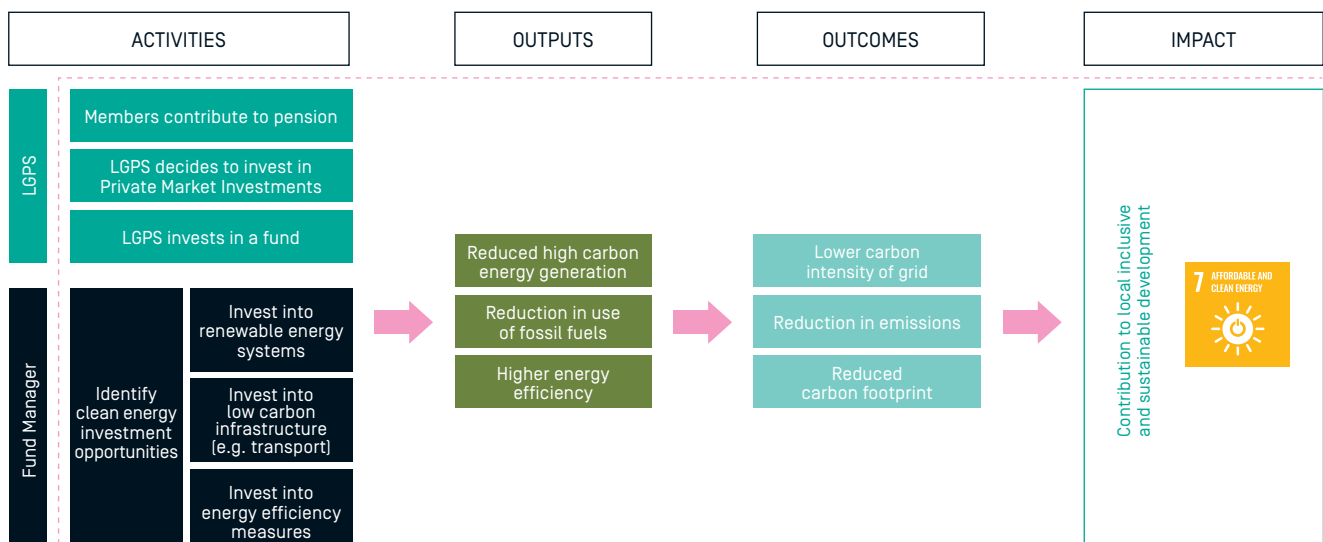 ACTIVITIES
OUTPUTS
OUTCOMES
IMPACT
LGPS
Members contribute to pension
LGPS decides to invest in
Private Market Investments
LGPS invests in a fund
Fund Manager
Identify
clean energy
investment
opportunities
Invest into
renewable energy
systems
Invest into
low carbon
infrastructure
(e.g. transport)
Invest into
energy efficiency
measures
Reduced high carbon
energy generation
Reduction in use
of fossil fuels
Higher energy
efficiency
Lower carbon
intensity of grid
Reduction in emissions
Reduced
carbon footprint
Contribution to local inclusive
and sustainable development
7 AFFORDABLE AND
CLEAN ENERGY